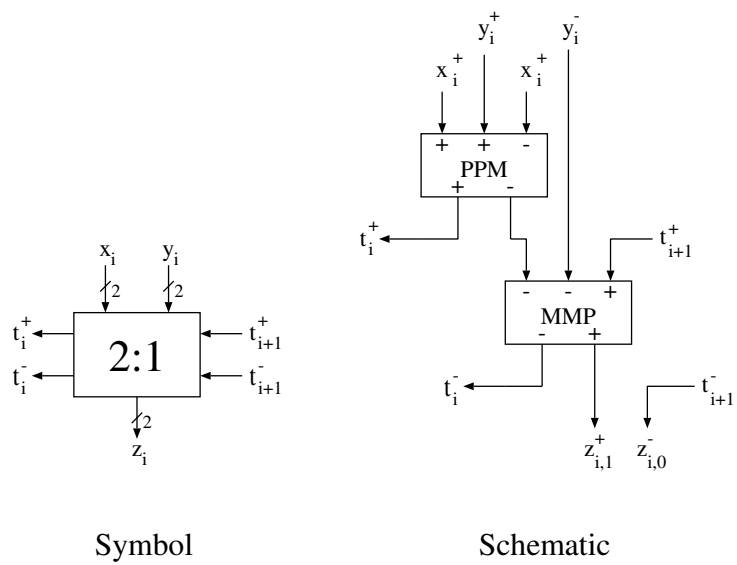 y_i^+ y_i^-
x_i^+ x_i^+
+ + -
PPM
+ -
t_i^+
t_{i+1}^+
- - +
MMP
- +
t_i^-
t_{i+1}^-
z_{i,1}^+ z_{i,0}^-
x_i y_i
2 2
t_i^+ 2:1 t_{i+1}^+
t_i^- t_{i+1}^-
2
z_i
Symbol Schematic